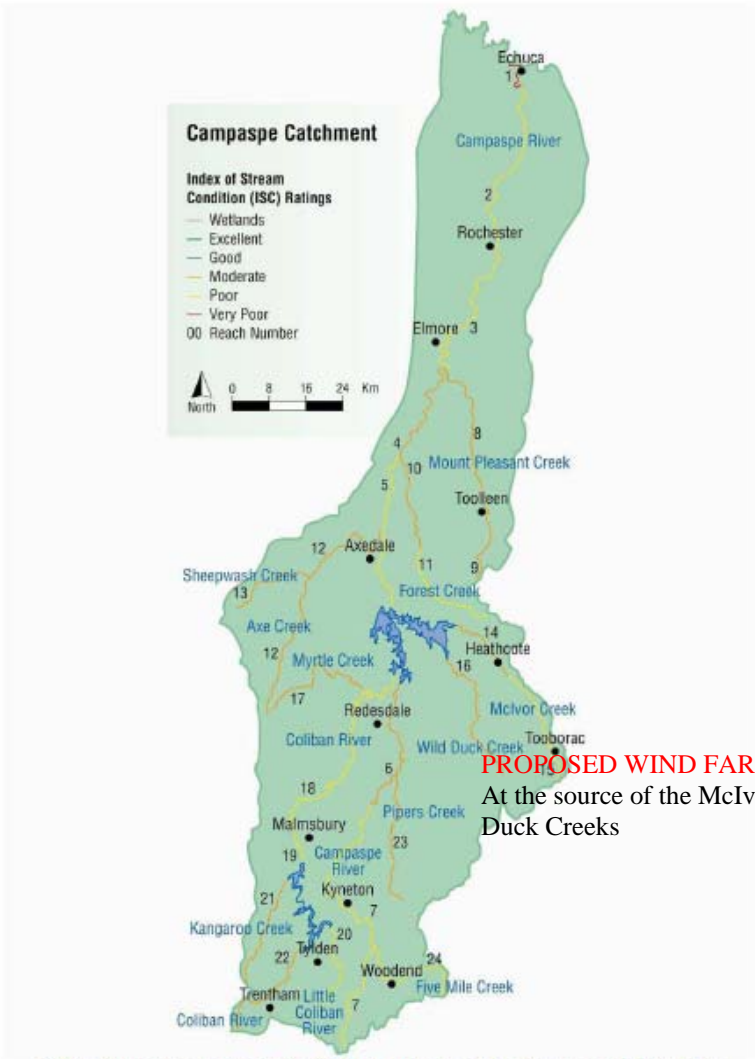 Echuca
1
Campaspe Catchment
Campaspe River
Index of Stream
Condition (ISC) Ratings
Wetlands
Excellent
Good
Moderate
Poor
Very Poor
00 Reach Number
2
Rochester
3
Elmore
North
0 8 16 24 Km
4
8
10
Mount Pleasant Creek
5
Toolleen
12
Axedale
11
9
Sheepwash Creek
13
Forest Creek
Axe Creek
14
Heathcote
12
Myrtle Creek
16
17
McIvor Creek
Redesdale
Coliban River
Wild Duck Creek
Tooborac
PROPOSED WIND FAR
15
6
18
At the source of the McIv
Pipers Creek
Duck Creeks
Malmsbury
23
19
Campaspe
River
Kyneton
21
7
Kangaroo Creek
20
22
Tylden
24
Woodend
Five Mile Creek
Trentham
Little
Coliban
River
7
Coliban River